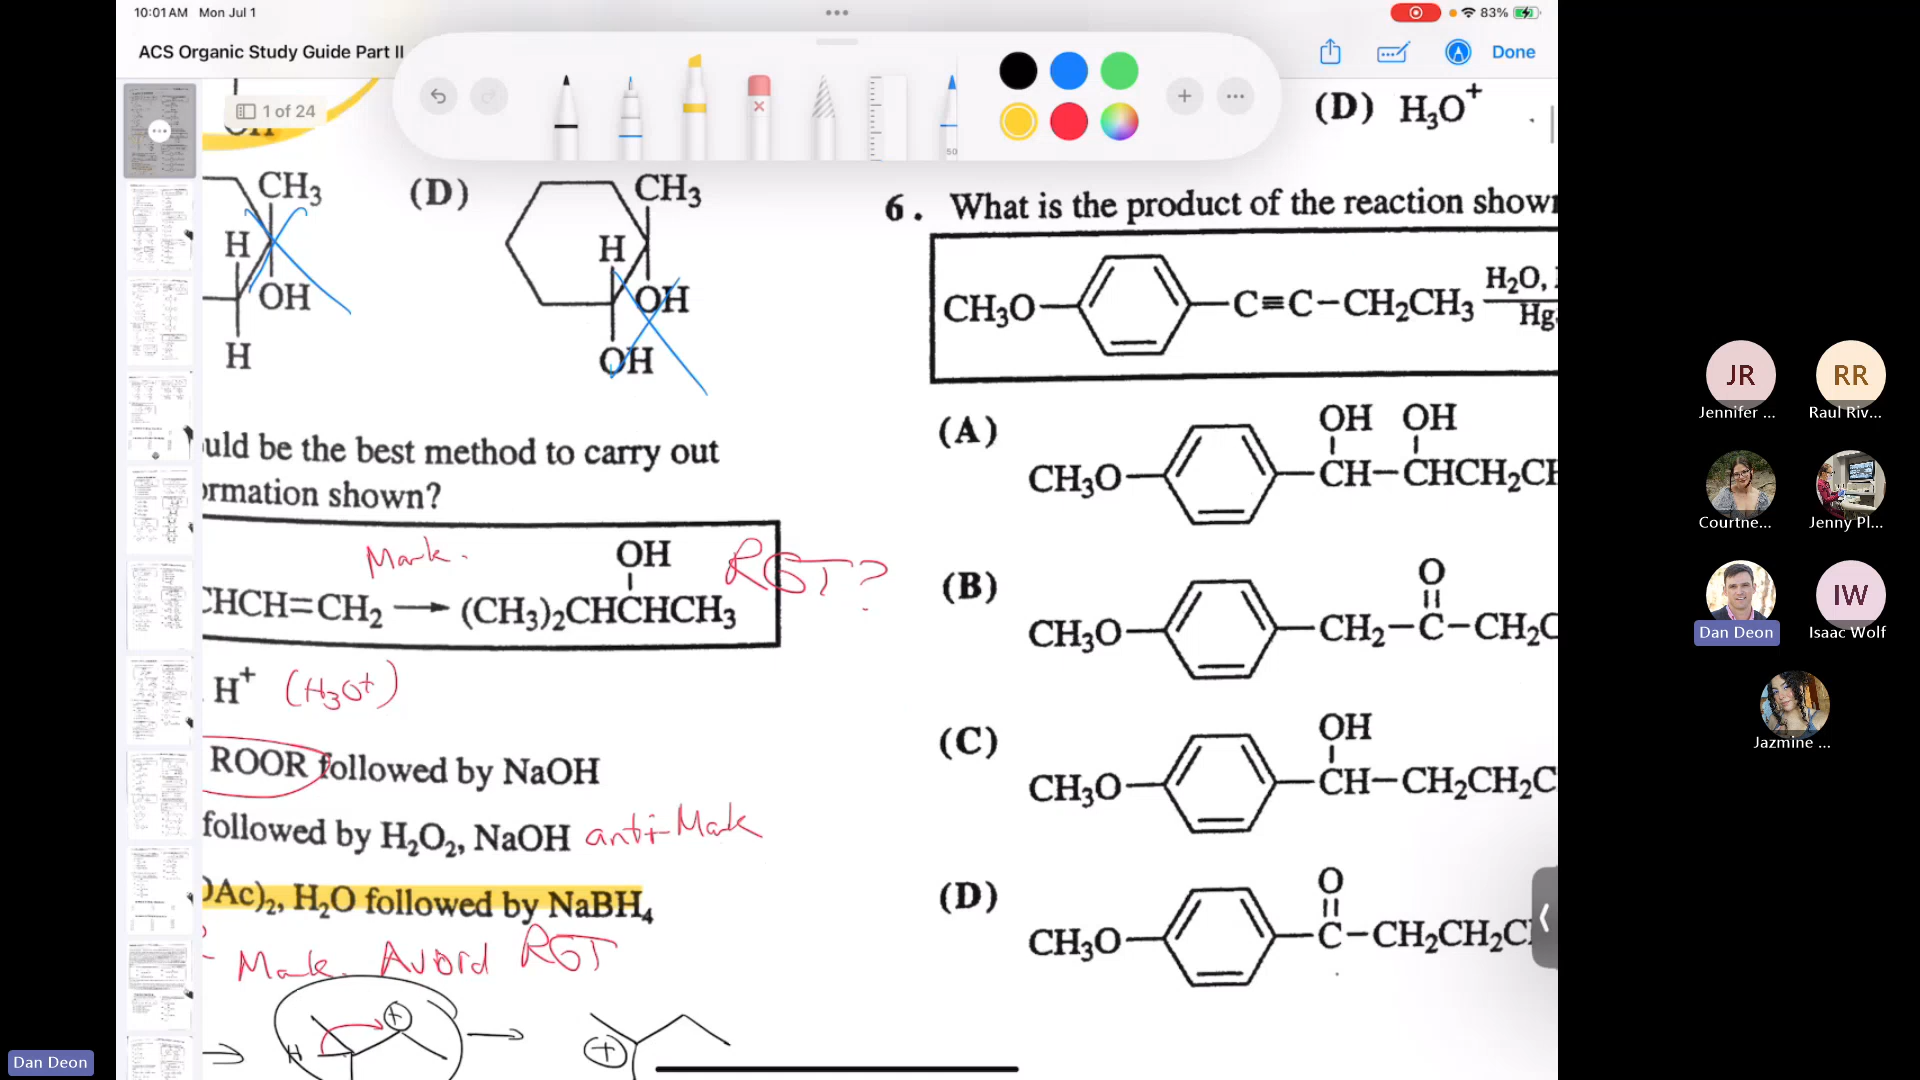 10:01 AM Mon Jul 1
83%
ACS Organic Study Guide Part II
Done
50
1 of 24
(D) H₃O⁺
CH₃
H
OH
H
(D)
CH₃
H
OH
OH
uld be the best method to carry out
ormation shown?
Mark.
OH
RGT?
CHCH=CH₂ → (CH₃)₂CHCHCH₃
H⁺ (H₃O⁺)
ROOR followed by NaOH
followed by H₂O₂, NaOH anti-Mark
OAc)₂, H₂O followed by NaBH₄
Mark. Avoid RGT
H
+
+
6. What is the product of the reaction shown
CH₃O C≡C–CH₂CH₃ H₂O,
Hg
(A)
OH OH
CH₃O CH–CHCH₂CH
(B)
O
CH₃O CH₂–C–CH₂C
(C)
OH
CH₃O CH–CH₂CH₂C
(D)
O
CH₃O C–CH₂CH₂C
JR
Jennifer ...
RR
Raul Riv...
Courtne...
Jenny Pl...
Dan Deon
IW
Isaac Wolf
Jazmine ...
Dan Deon